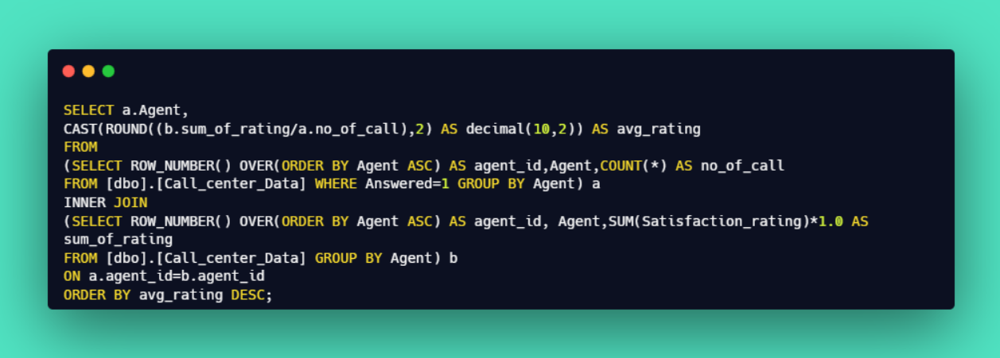 SELECT a.Agent,
CAST(ROUND((b.sum_of_rating/a.no_of_call),2) AS decimal(10,2)) AS avg_rating
FROM
(SELECT ROW_NUMBER() OVER(ORDER BY Agent ASC) AS agent_id,Agent,COUNT(*) AS no_of_call
FROM [dbo].[Call_center_Data] WHERE Answered=1 GROUP BY Agent) a
INNER JOIN
(SELECT ROW_NUMBER() OVER(ORDER BY Agent ASC) AS agent_id, Agent,SUM(Satisfaction_rating)*1.0 AS
sum_of_rating
FROM [dbo].[Call_center_Data] GROUP BY Agent) b
ON a.agent_id=b.agent_id
ORDER BY avg_rating DESC;